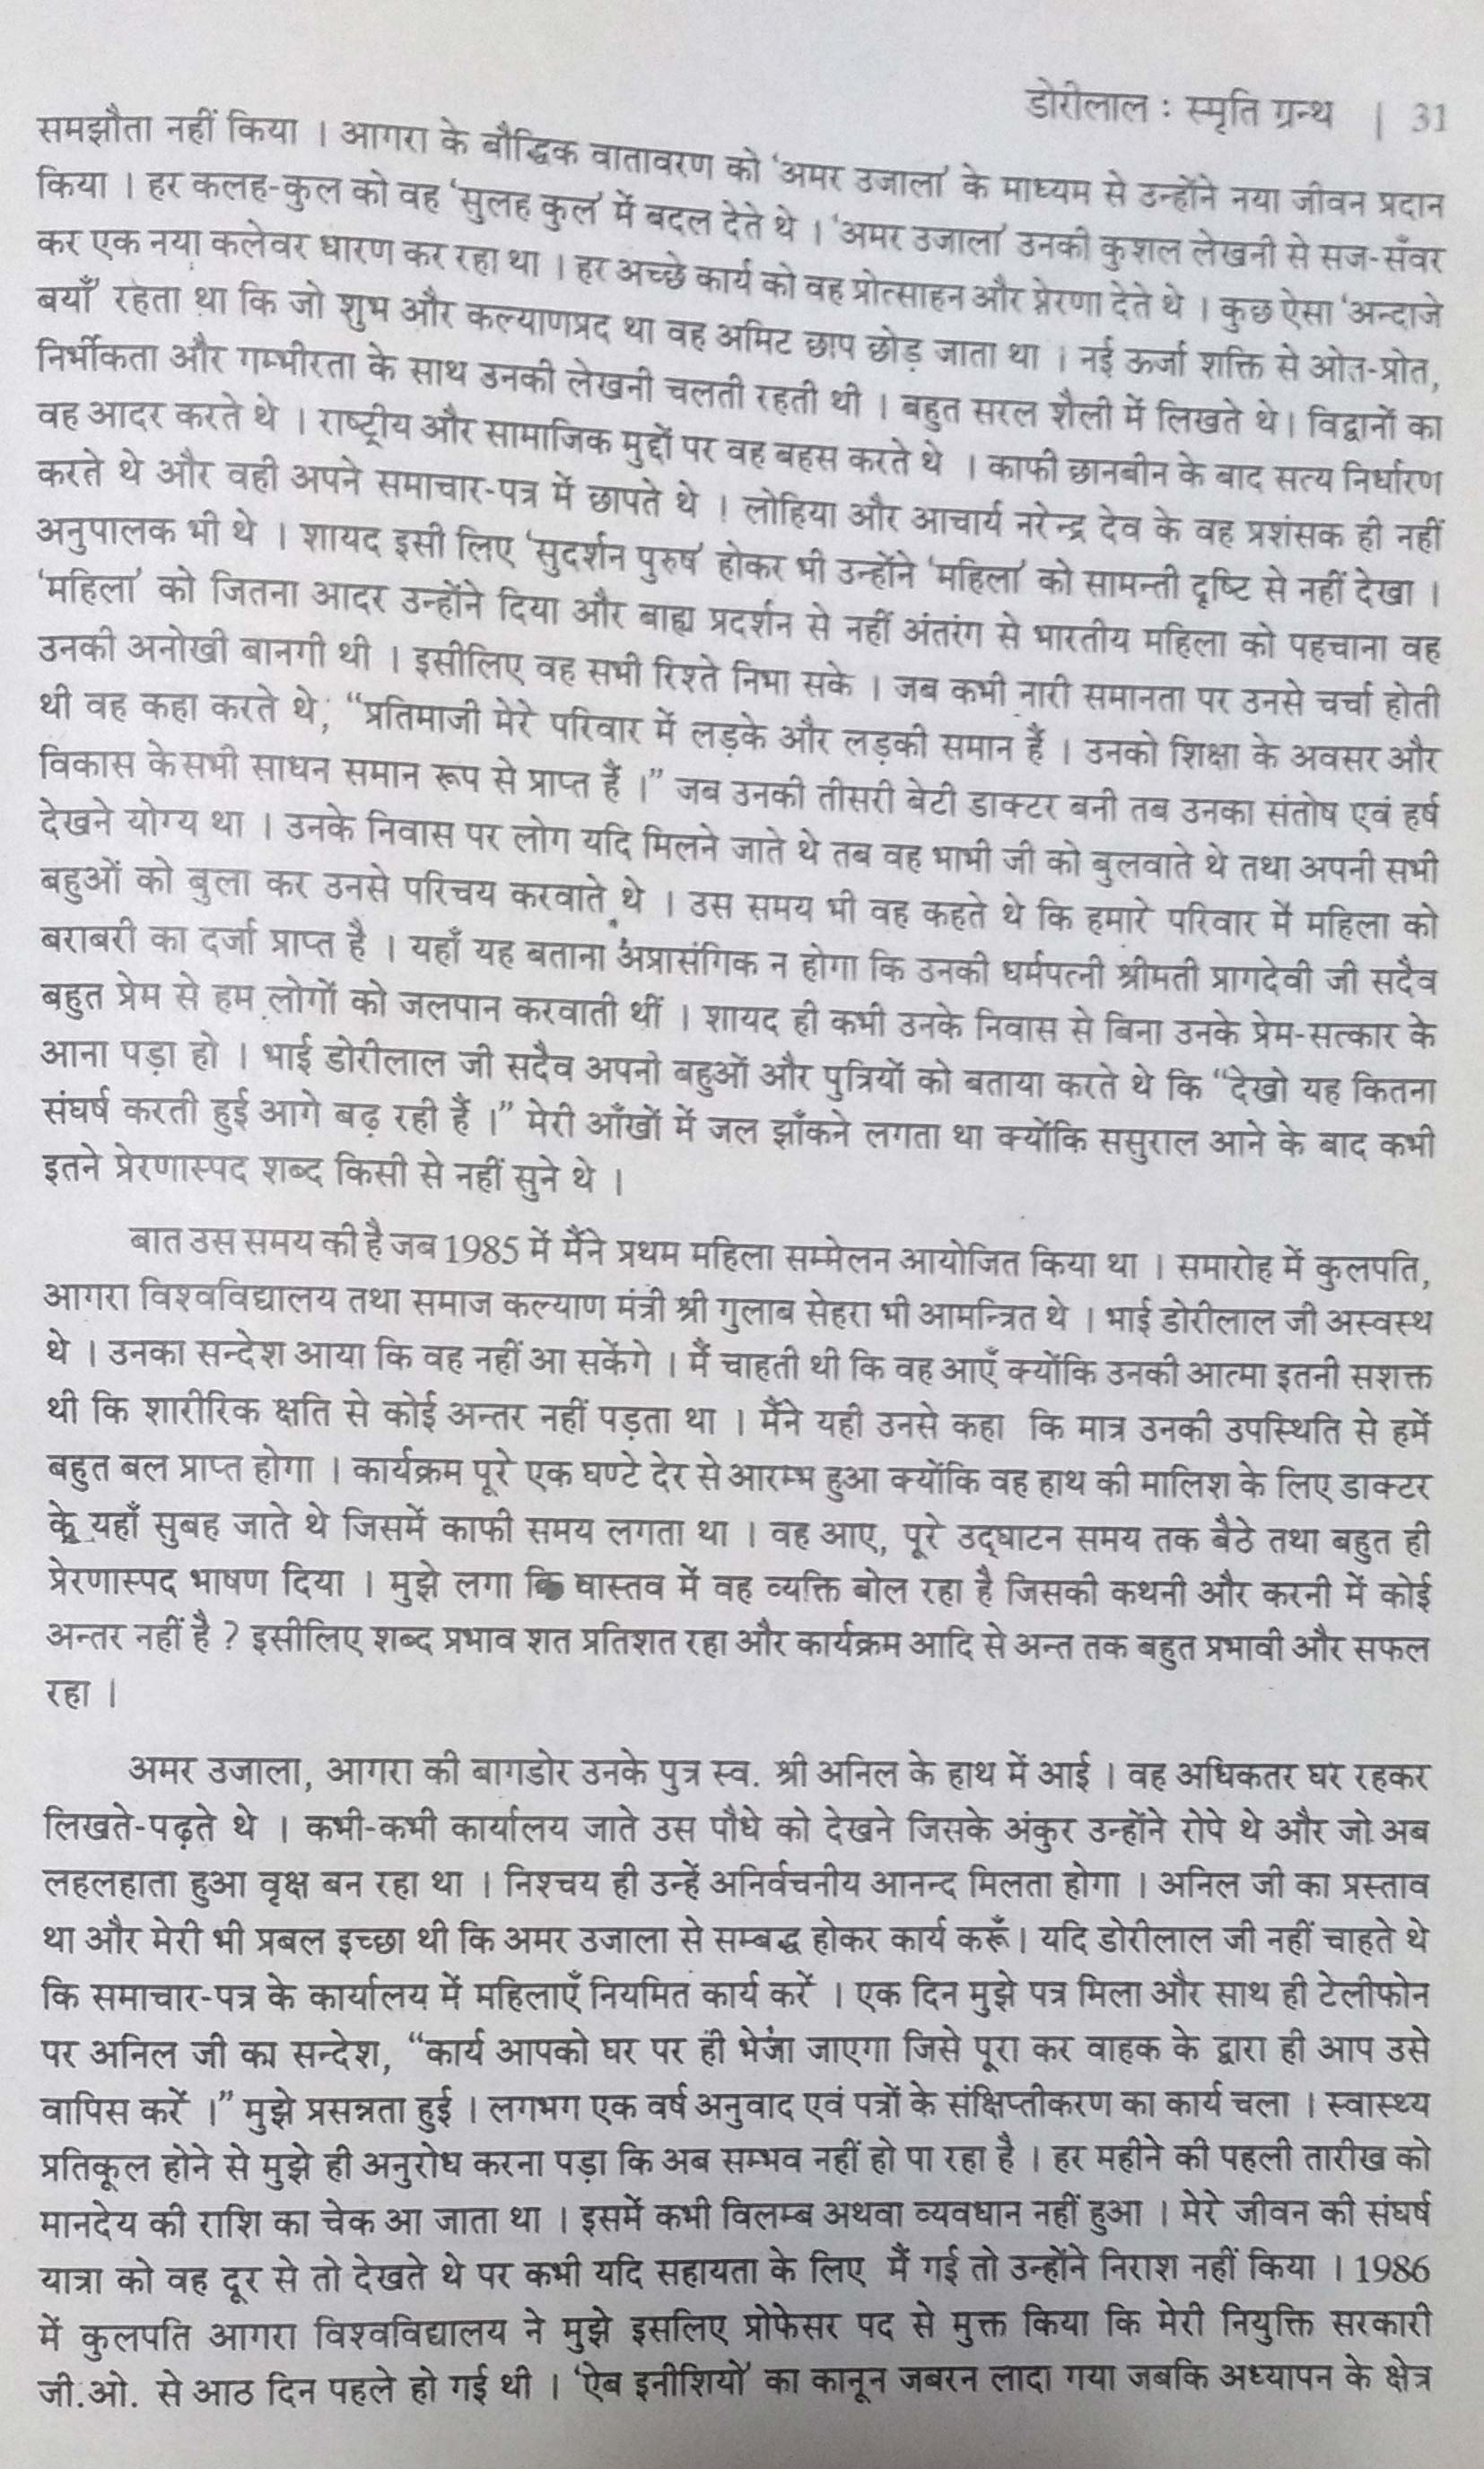 डोरीलाल : स्मृति ग्रन्थ | 31
समझौता नहीं किया । आगरा के बौद्धिक वातावरण को ‘अमर उजाला’ के माध्यम से उन्होंने नया जीवन प्रदान
किया । हर कलह-कुल को वह ‘सुलह कुल’ में बदल देते थे । ‘अमर उजाला’ उनकी कुशल लेखनी से सज-सँवर
कर एक नया कलेवर धारण कर रहा था । हर अच्छे कार्य को वह प्रोत्साहन और प्रेरणा देते थे । कुछ ऐसा ‘अन्दाजे
बयाँ’ रहता था कि जो शुभ और कल्याणप्रद था वह अमिट छाप छोड़ जाता था । नई ऊर्जा शक्ति से ओत-प्रोत,
निर्भीकता और गम्भीरता के साथ उनकी लेखनी चलती रहती थी । बहुत सरल शैली में लिखते थे। विद्वानों का
वह आदर करते थे । राष्ट्रीय और सामाजिक मुद्दों पर वह बहस करते थे । काफी छानबीन के बाद सत्य निर्धारण
करते थे और वही अपने समाचार-पत्र में छापते थे । लोहिया और आचार्य नरेन्द्र देव के वह प्रशंसक ही नहीं
अनुपालक भी थे । शायद इसी लिए ‘सुदर्शन पुरुष’ होकर भी उन्होंने ‘महिला’ को सामन्ती दृष्टि से नहीं देखा ।
‘महिला’ को जितना आदर उन्होंने दिया और बाह्य प्रदर्शन से नहीं अंतरंग से भारतीय महिला को पहचाना वह
उनकी अनोखी बानगी थी । इसीलिए वह सभी रिश्ते निभा सके । जब कभी नारी समानता पर उनसे चर्चा होती
थी वह कहा करते थे, “प्रतिमाजी मेरे परिवार में लड़के और लड़की समान हैं । उनको शिक्षा के अवसर और
विकास के सभी साधन समान रूप से प्राप्त हैं ।” जब उनकी तीसरी बेटी डाक्टर बनी तब उनका संतोष एवं हर्ष
देखने योग्य था । उनके निवास पर लोग यदि मिलने जाते थे तब वह भाभी जी को बुलवाते थे तथा अपनी सभी
बहुओं को बुला कर उनसे परिचय करवाते थे । उस समय भी वह कहते थे कि हमारे परिवार में महिला को
बराबरी का दर्जा प्राप्त है । यहाँ यह बताना अप्रासंगिक न होगा कि उनकी धर्मपत्नी श्रीमती प्रागदेवी जी सदैव
बहुत प्रेम से हम लोगों को जलपान करवाती थीं । शायद ही कभी उनके निवास से बिना उनके प्रेम-सत्कार के
आना पड़ा हो । भाई डोरीलाल जी सदैव अपनी बहुओं और पुत्रियों को बताया करते थे कि “देखो यह कितना
संघर्ष करती हुई आगे बढ़ रही हैं ।” मेरी आँखों में जल झाँकने लगता था क्योंकि ससुराल आने के बाद कभी
इतने प्रेरणास्पद शब्द किसी से नहीं सुने थे ।
बात उस समय की है जब 1985 में मैंने प्रथम महिला सम्मेलन आयोजित किया था । समारोह में कुलपति,
आगरा विश्वविद्यालय तथा समाज कल्याण मंत्री श्री गुलाब सेहरा भी आमन्त्रित थे । भाई डोरीलाल जी अस्वस्थ
थे । उनका सन्देश आया कि वह नहीं आ सकेंगे । मैं चाहती थी कि वह आएँ क्योंकि उनकी आत्मा इतनी सशक्त
थी कि शारीरिक क्षति से कोई अन्तर नहीं पड़ता था । मैंने यही उनसे कहा कि मात्र उनकी उपस्थिति से हमें
बहुत बल प्राप्त होगा । कार्यक्रम पूरे एक घण्टे देर से आरम्भ हुआ क्योंकि वह हाथ की मालिश के लिए डाक्टर
के यहाँ सुबह जाते थे जिसमें काफी समय लगता था । वह आए, पूरे उद्घाटन समय तक बैठे तथा बहुत ही
प्रेरणास्पद भाषण दिया । मुझे लगा कि वास्तव में वह व्यक्ति बोल रहा है जिसकी कथनी और करनी में कोई
अन्तर नहीं है ? इसीलिए शब्द प्रभाव शत प्रतिशत रहा और कार्यक्रम आदि से अन्त तक बहुत प्रभावी और सफल
रहा ।
अमर उजाला, आगरा की बागडोर उनके पुत्र स्व. श्री अनिल के हाथ में आई । वह अधिकतर घर रहकर
लिखते-पढ़ते थे । कभी-कभी कार्यालय जाते उस पौधे को देखने जिसके अंकुर उन्होंने रोपे थे और जो अब
लहलहाता हुआ वृक्ष बन रहा था । निश्चय ही उन्हें अनिर्वचनीय आनन्द मिलता होगा । अनिल जी का प्रस्ताव
था और मेरी भी प्रबल इच्छा थी कि अमर उजाला से सम्बद्ध होकर कार्य करूँ। यदि डोरीलाल जी नहीं चाहते थे
कि समाचार-पत्र के कार्यालय में महिलाएँ नियमित कार्य करें । एक दिन मुझे पत्र मिला और साथ ही टेलीफोन
पर अनिल जी का सन्देश, “कार्य आपको घर पर ही भेजा जाएगा जिसे पूरा कर वाहक के द्वारा ही आप उसे
वापिस करें ।” मुझे प्रसन्नता हुई । लगभग एक वर्ष अनुवाद एवं पत्रों के संक्षिप्तीकरण का कार्य चला । स्वास्थ्य
प्रतिकूल होने से मुझे ही अनुरोध करना पड़ा कि अब सम्भव नहीं हो पा रहा है । हर महीने की पहली तारीख को
मानदेय की राशि का चेक आ जाता था । इसमें कभी विलम्ब अथवा व्यवधान नहीं हुआ । मेरे जीवन की संघर्ष
यात्रा को वह दूर से तो देखते थे पर कभी यदि सहायता के लिए मैं गई तो उन्होंने निराश नहीं किया । 1986
में कुलपति आगरा विश्वविद्यालय ने मुझे इसलिए प्रोफेसर पद से मुक्त किया कि मेरी नियुक्ति सरकारी
जी.ओ. से आठ दिन पहले हो गई थी । ‘ऐब इनीशियो’ का कानून जबरन लादा गया जबकि अध्यापन के क्षेत्र